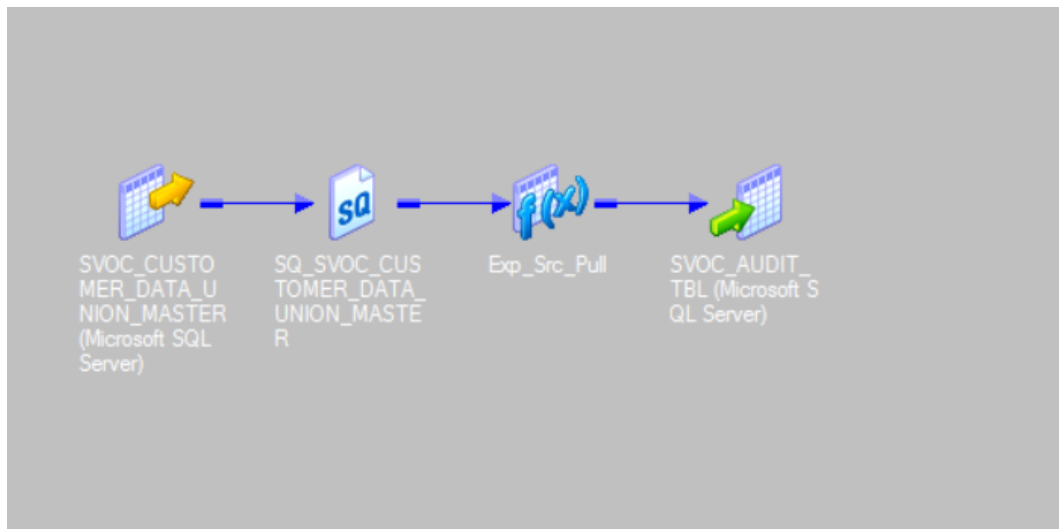 SQ
f(x)
SVOC_CUSTO
MER_DATA_U
NION_MASTER
(Microsoft SQL
Server)
SQ_SVOC_CUS
TOMER_DATA_
UNION_MASTE
R
Exp_Src_Pull
SVOC_AUDIT_
TBL (Microsoft S
QL Server)